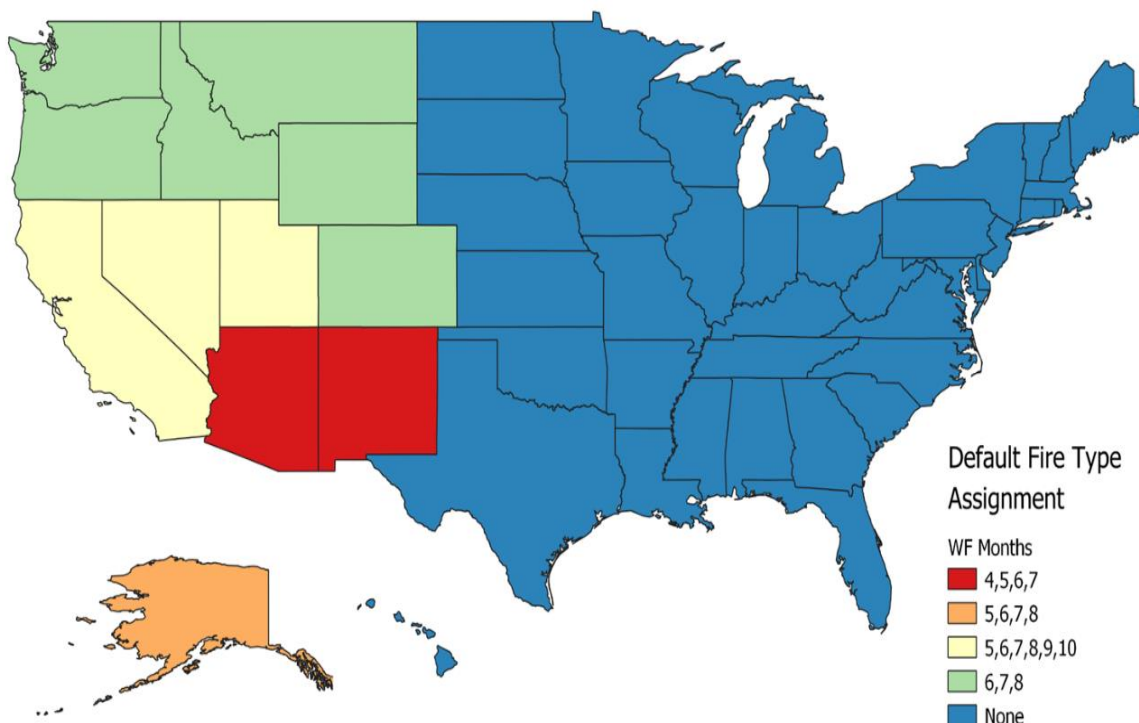 Default Fire Type
Assignment
WF Months
4,5,6,7
5,6,7,8
5,6,7,8,9,10
6,7,8
None